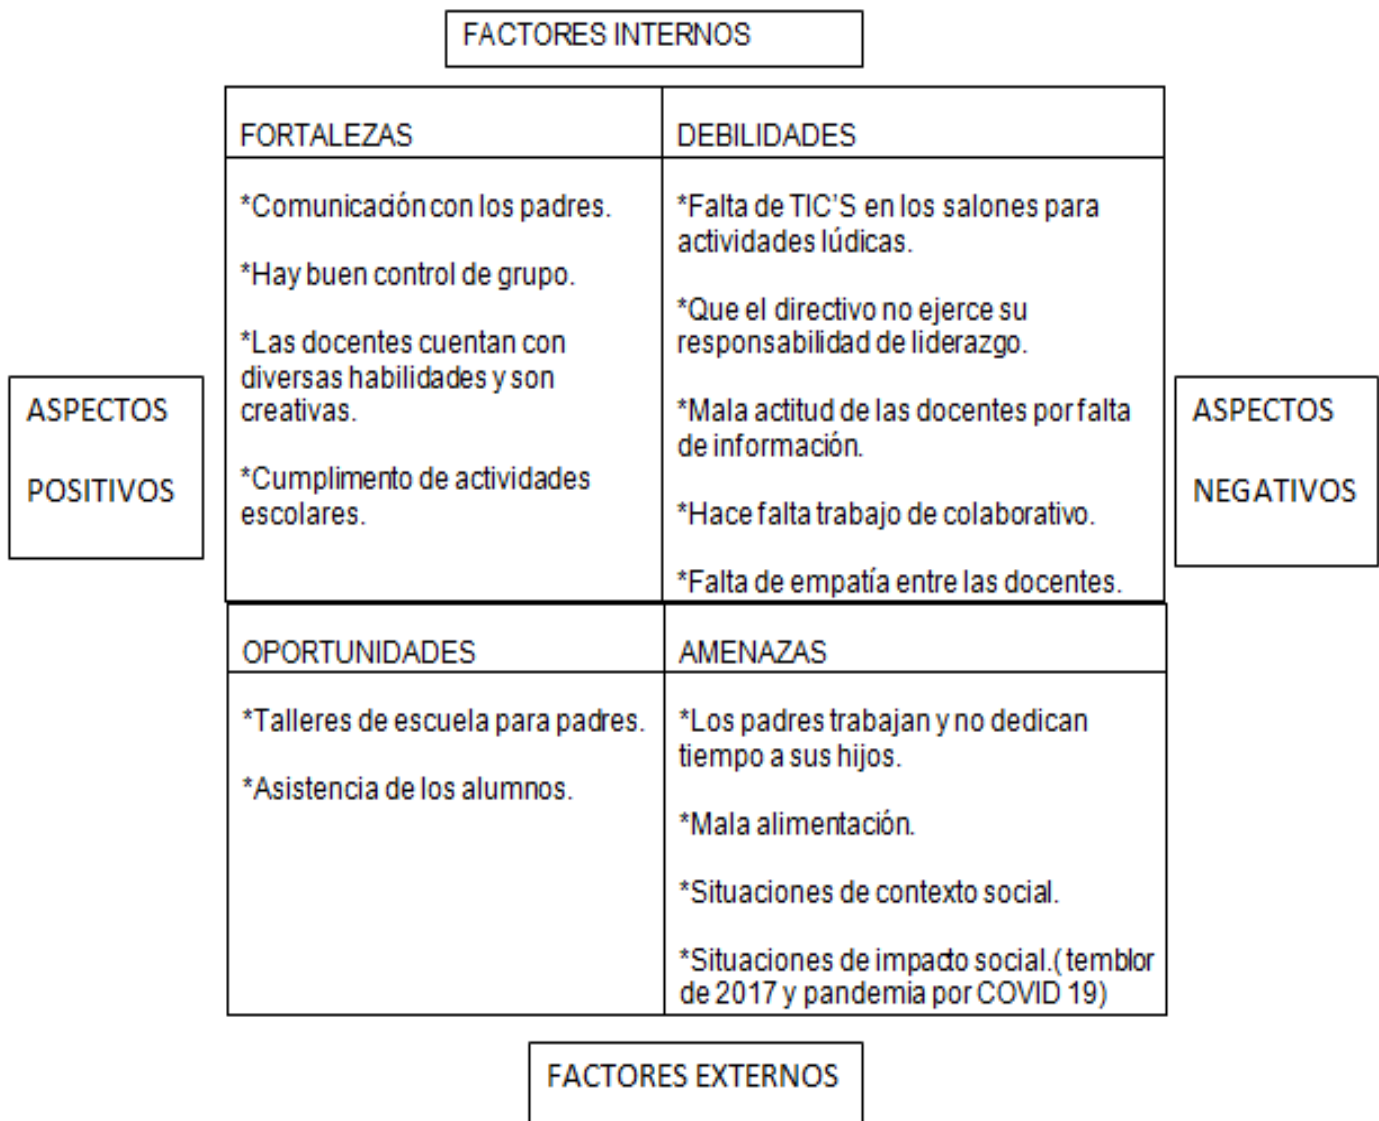 FACTORES INTERNOS
FORTALEZAS
*Comunicación con los padres.
*Hay buen control de grupo.
*Las docentes cuentan con
diversas habilidades y son
creativas.
*Cumplimento de actividades
escolares.
DEBILIDADES
*Falta de TIC'S en los salones para
actividades lúdicas.
*Que el directivo no ejerce su
responsabilidad de liderazgo.
*Mala actitud de las docentes por falta
de información.
*Hace falta trabajo de colaborativo.
*Falta de empatía entre las docentes.
ASPECTOS
POSITIVOS
ASPECTOS
NEGATIVOS
OPORTUNIDADES
*Talleres de escuela para padres.
*Asistencia de los alumnos.
AMENAZAS
*Los padres trabajan y no dedican
tiempo a sus hijos.
*Mala alimentación.
*Situaciones de contexto social.
*Situaciones de impacto social.( temblor
de 2017 y pandemia por COVID 19)
FACTORES EXTERNOS